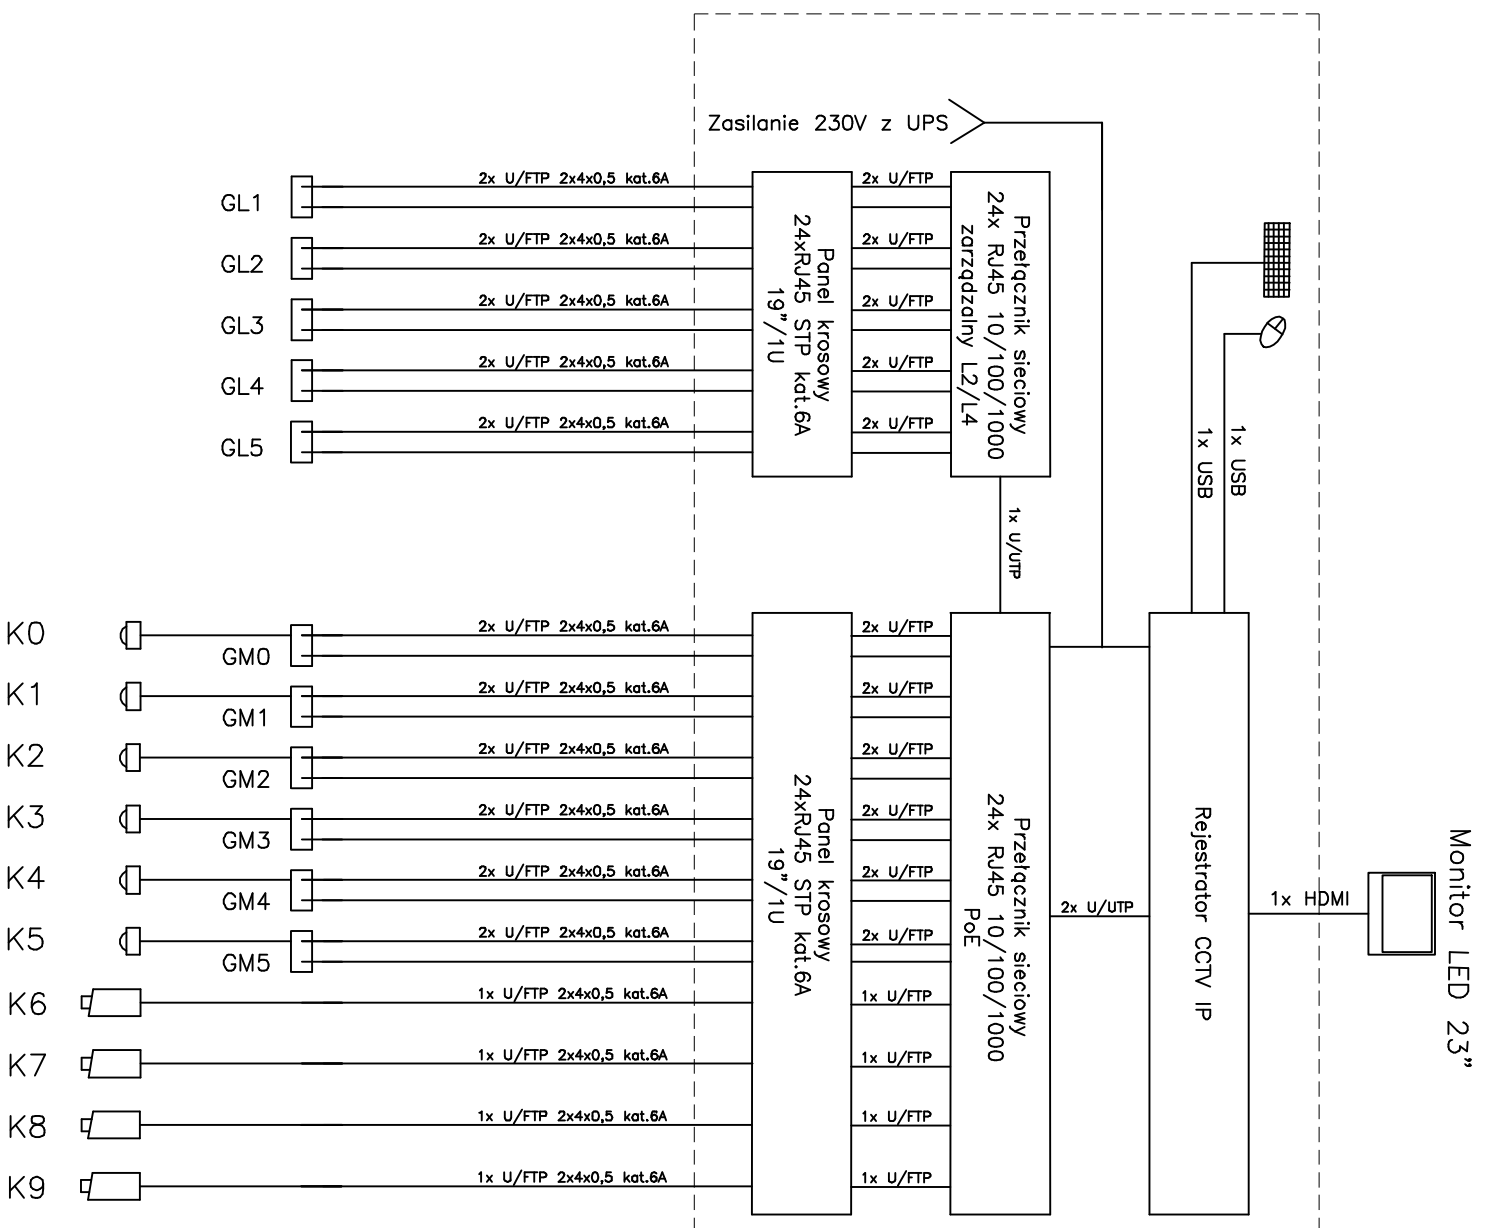 Zasilanie 230V z UPS
GL1
2x U/FTP 2x4x0,5 kat.6A
2x U/FTP
GL2
2x U/FTP 2x4x0,5 kat.6A
2x U/FTP
GL3
2x U/FTP 2x4x0,5 kat.6A
2x U/FTP
GL4
2x U/FTP 2x4x0,5 kat.6A
2x U/FTP
GL5
2x U/FTP 2x4x0,5 kat.6A
2x U/FTP
Panel krosowy
24xRJ45 STP kat.6A
19"/1U
Przełącznik sieciowy
24x RJ45 10/100/1000
zarządzalny L2/L4
1x USB
1x USB
1x U/UTP
K0
GM0
2x U/FTP 2x4x0,5 kat.6A
2x U/FTP
K1
GM1
2x U/FTP 2x4x0,5 kat.6A
2x U/FTP
K2
GM2
2x U/FTP 2x4x0,5 kat.6A
2x U/FTP
K3
GM3
2x U/FTP 2x4x0,5 kat.6A
2x U/FTP
K4
GM4
2x U/FTP 2x4x0,5 kat.6A
2x U/FTP
K5
GM5
2x U/FTP 2x4x0,5 kat.6A
2x U/FTP
K6
1x U/FTP 2x4x0,5 kat.6A
1x U/FTP
K7
1x U/FTP 2x4x0,5 kat.6A
1x U/FTP
K8
1x U/FTP 2x4x0,5 kat.6A
1x U/FTP
K9
1x U/FTP 2x4x0,5 kat.6A
1x U/FTP
Panel krosowy
24xRJ45 STP kat.6A
19"/1U
Przełącznik sieciowy
24x RJ45 10/100/1000
PoE
2x U/UTP
Rejestrator CCTV IP
1x HDMI
Monitor LED 23"